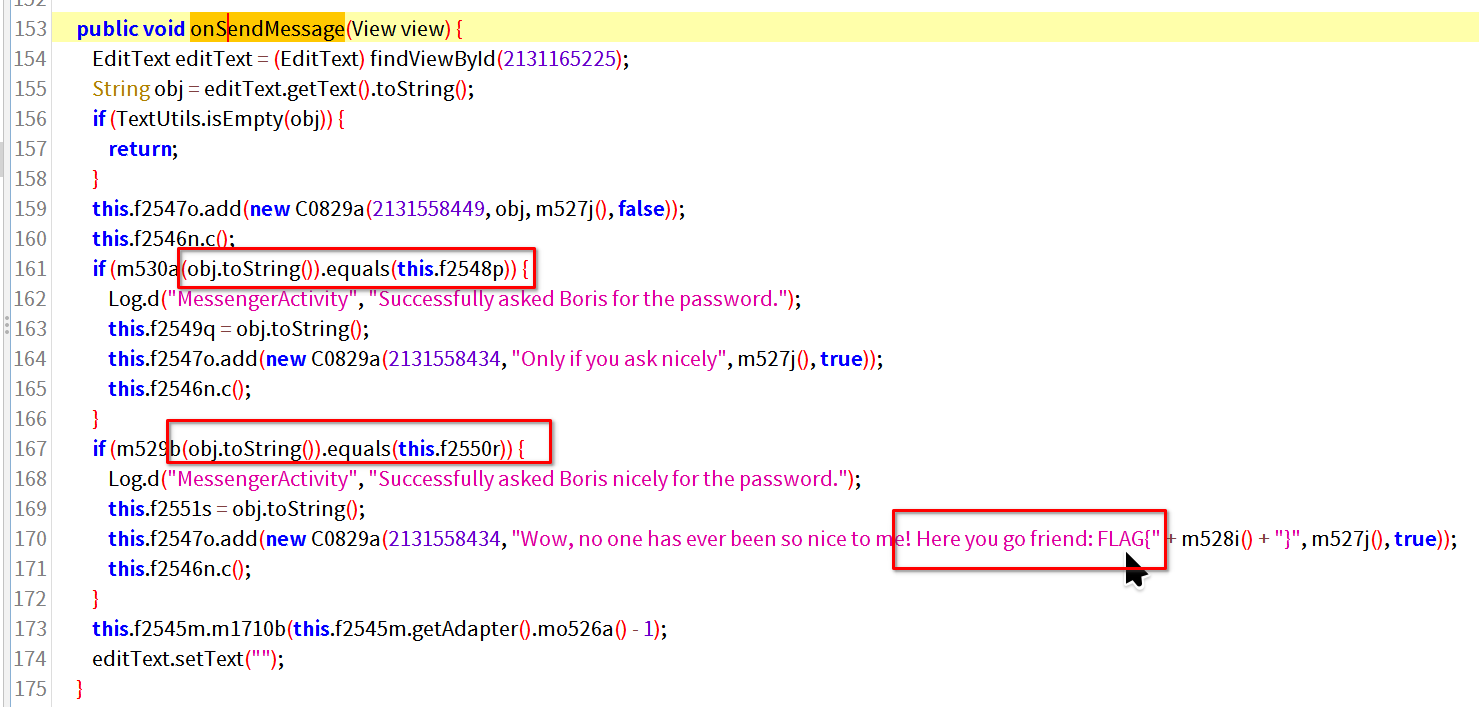 152
153 public void onSendMessage(View view) {
154 EditText editText = (EditText) findViewById(2131165225);
155 String obj = editText.getText().toString();
156 if (TextUtils.isEmpty(obj)) {
157 return;
158 }
159 this.f2547o.add(new C0829a(2131558449, obj, m527j(), false));
160 this.f2546n.c();
161 if (m530a(obj.toString()).equals(this.f2548p)) {
162 Log.d("MessengerActivity", "Successfully asked Boris for the password.");
163 this.f2549q = obj.toString();
164 this.f2547o.add(new C0829a(2131558434, "Only if you ask nicely", m527j(), true));
165 this.f2546n.c();
166 }
167 if (m529b(obj.toString()).equals(this.f2550r)) {
168 Log.d("MessengerActivity", "Successfully asked Boris nicely for the password.");
169 this.f2551s = obj.toString();
170 this.f2547o.add(new C0829a(2131558434, "Wow, no one has ever been so nice to me! Here you go friend: FLAG{" + m528i() + "}", m527j(), true));
171 this.f2546n.c();
172 }
173 this.f2545m.m1710b(this.f2545m.getAdapter().mo526a() - 1);
174 editText.setText("");
175 }